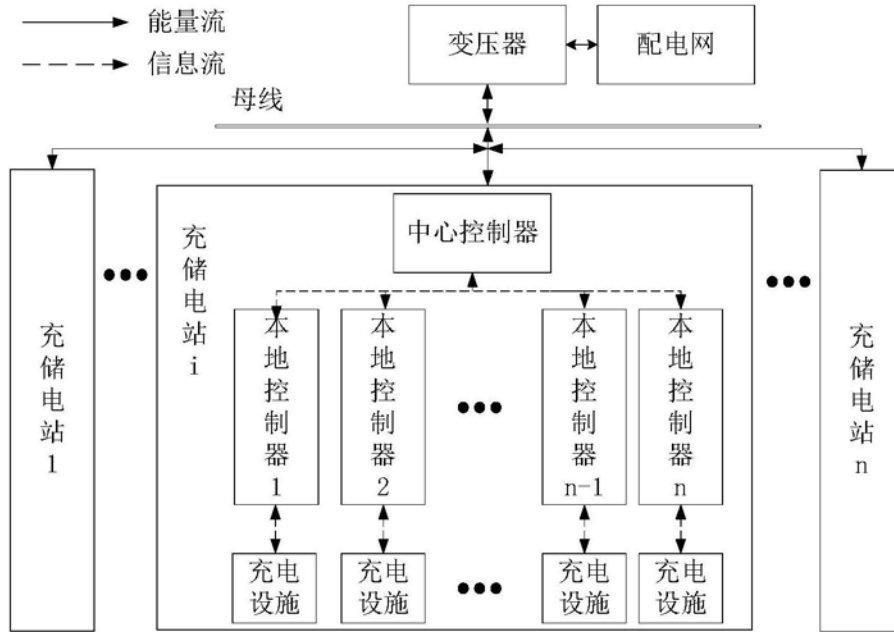 能量流
信息流
变压器
配电网
母线
充储电站1
充储电站i
中心控制器
本地控制器1
本地控制器2
本地控制器n-1
本地控制器n
充电
设施
充电
设施
充电
设施
充电
设施
充储电站n